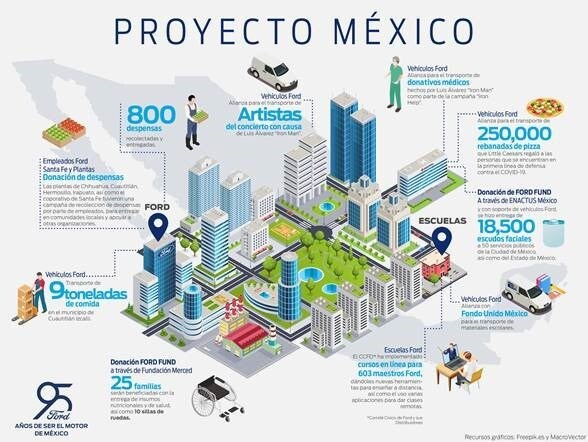 PROYECTO MÉXICO
800
despensas
recolectadas y
entregadas.
Empleados Ford
Santa Fe y Plantas
Donación de despensas
Las plantas de Chihuahua, Cuautitlán,
Hermosillo, Irapuato, así como el
coporativo de Santa Fe tuvieron una
campaña de recolección de despensas
por parte de empleados, para entregar
a comunidades locales y apoyar a
otras organizaciones.
FORD
Ford
Vehículos Ford
Transporte de
9 toneladas
de comida
en el municipio de
Cuautitlán Izcalli.
Vehículos Ford
Alianza para el transporte de
Artistas
del concierto con causa
de Luis Álvarez "Iron Man"
Vehículos Ford
Alianza para el transporte de
donativos médicos
hechos por Luis Álvarez "Iron Man"
como parte de la campaña "Iron
Help".
Vehículos Ford
Alianza para el transporte de
250,000
rebanadas de pizza
que Little Caesars regaló a las
personas que se encuentran en
la primera línea de defensa
contra el COVID-19.
Donación de FORD FUND
A través de ENACTUS México
y con soporte de vehículos Ford,
se hizo entrega de
18,500
escudos faciales
a 50 servicios públicos
de la Ciudad de México,
así como del Estado de México.
ESCUELAS
Vehículos Ford
Alianza con
Fondo Unido México
para el transporte de
materiales escolares.
Escuelas Ford
El CCFD* ha implementado
cursos en línea para
603 maestros Ford,
dándoles nuevas herramien-
tas para enseñar a distancia,
así como el uso de varias
aplicaciones para dar clases
remotas.
*Comité Cívico de Ford y sus
Distribuidores
Donación FORD FUND
a través de Fundación Merced
25 familias
serán beneficiadas con la
entrega de insumos
nutrimentales y de salud,
así como 10 sillas de
ruedas.
95
Ford
AÑOS DE SER EL MOTOR
DE MÉXICO
Recursos gráficos: Freepik.es y MacroVector